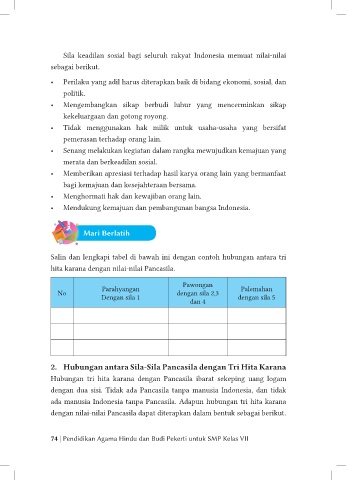 Sila keadilan sosial bagi seluruh rakyat Indonesia memuat nilai-nilai
sebagai berikut.
• Perilaku yang adil harus diterapkan baik di bidang ekonomi, sosial, dan
politik.
• Mengembangkan sikap berbudi luhur yang mencerminkan sikap
kekeluargaan dan gotong royong.
• Tidak menggunakan hak milik untuk usaha-usaha yang bersifat
pemerasan terhadap orang lain.
• Senang melakukan kegiatan dalam rangka mewujudkan kemajuan yang
merata dan berkeadilan sosial.
• Memberikan apresiasi terhadap hasil karya orang lain yang bermanfaat
bagi kemajuan dan kesejahteraan bersama.
• Menghormati hak dan kewajiban orang lain.
• Mendukung kemajuan dan pembangunan bangsa Indonesia.
Mari Berlatih
Salin dan lengkapi tabel di bawah ini dengan contoh hubungan antara tri
hita karana dengan nilai-nilai Pancasila.
No
Parahyangan
Dengan sila 1
Pawongan
dengan sila 2,3
dan 4
Palemahan
dengan sila 5
2. Hubungan antara Sila-Sila Pancasila dengan Tri Hita Karana
Hubungan tri hita karana dengan Pancasila ibarat sekeping uang logam
dengan dua sisi. Tidak ada Pancasila tanpa manusia Indonesia, dan tidak
ada manusia Indonesia tanpa Pancasila. Adapun hubungan tri hita karana
dengan nilai-nilai Pancasila dapat diterapkan dalam bentuk sebagai berikut.
74 | Pendidikan Agama Hindu dan Budi Pekerti untuk SMP Kelas VII